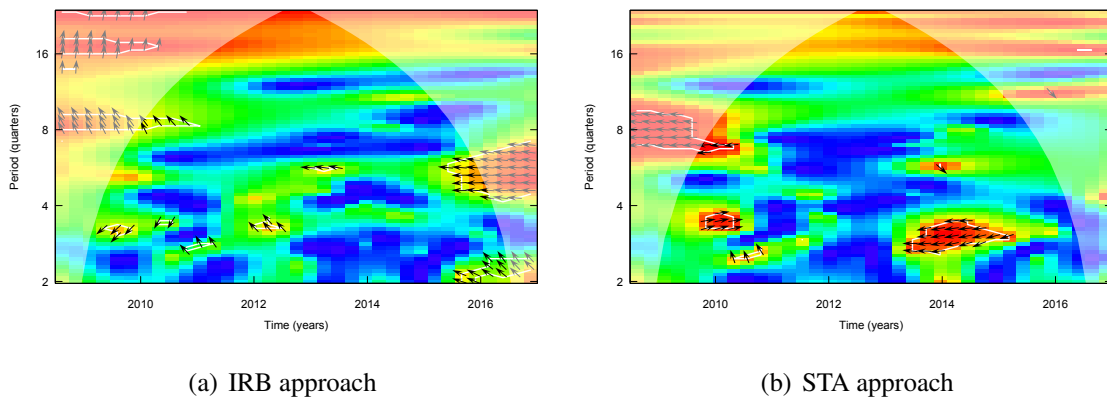 16
8
4
2
Period (quarters)
2010
2012
2014
2016
Time (years)
(a) IRB approach
16
8
4
2
Period (quarters)
2010
2012
2014
2016
Time (years)
(b) STA approach